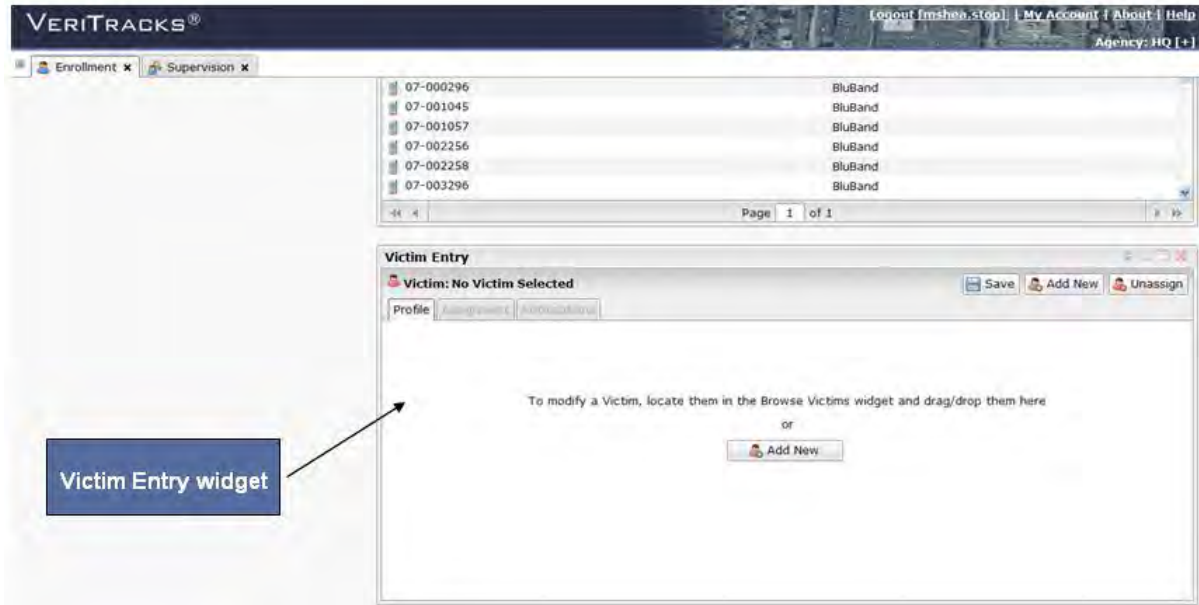 VERITRACKS®
Logout [mshea.stop] | My Account | About | Help
Agency: HQ [+]
Enrollment x Supervision x
07-000296 BluBand
07-001045 BluBand
07-001057 BluBand
07-002256 BluBand
07-002258 BluBand
07-003296 BluBand
Page 1 of 1
Victim Entry
Victim: No Victim Selected Save Add New Unassign
Profile Assignment
To modify a Victim, locate them in the Browse Victims widget and drag/drop them here
or
Add New
Victim Entry widget